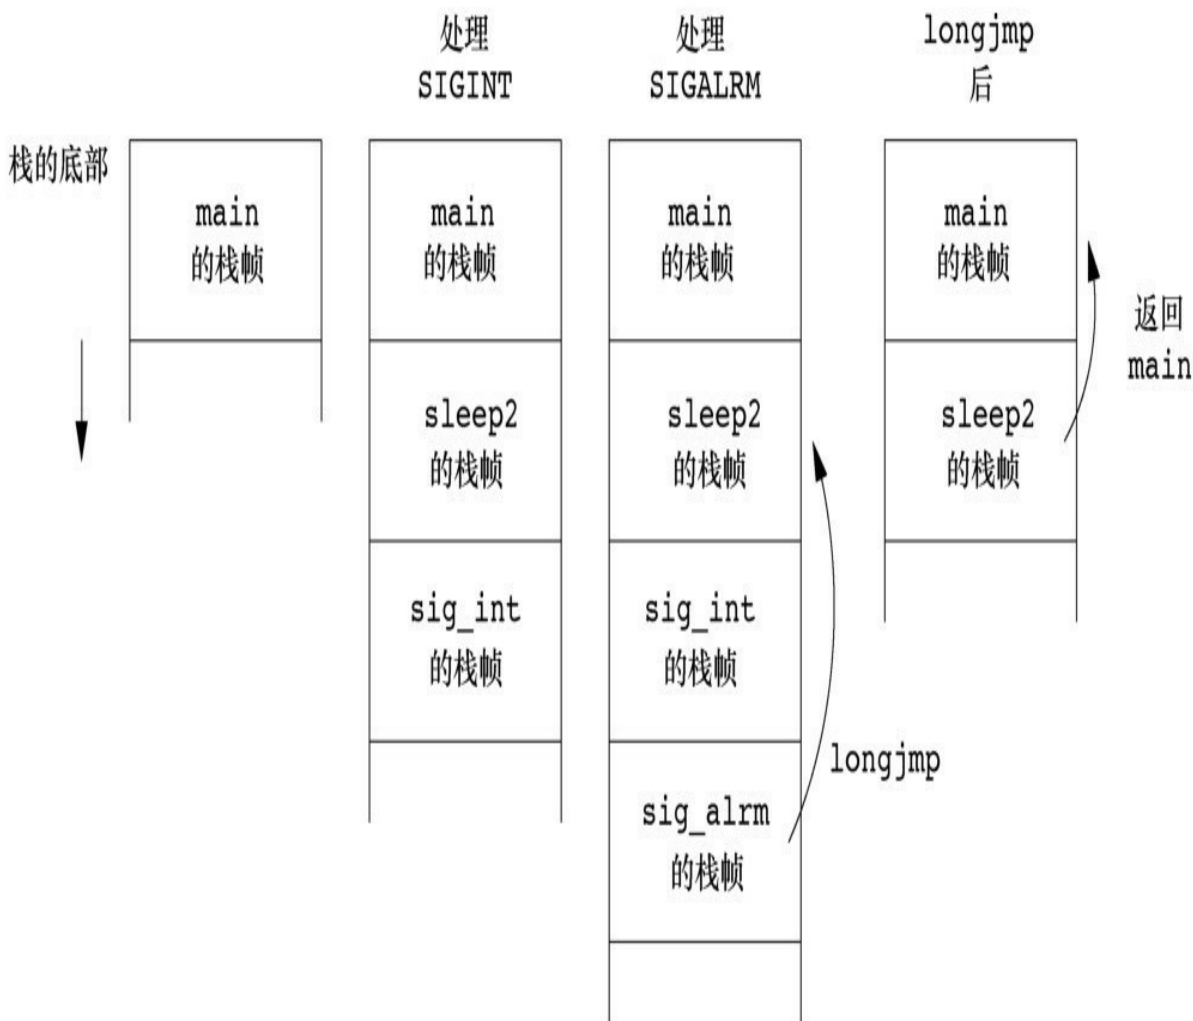 处理
SIGINT
处理
SIGALRM
longjmp
后
栈的底部
main
的栈帧
main
的栈帧
main
的栈帧
main
的栈帧
返回
main
sleep2
的栈帧
sleep2
的栈帧
sleep2
的栈帧
sig_int
的栈帧
sig_int
的栈帧
longjmp
sig_alrm
的栈帧